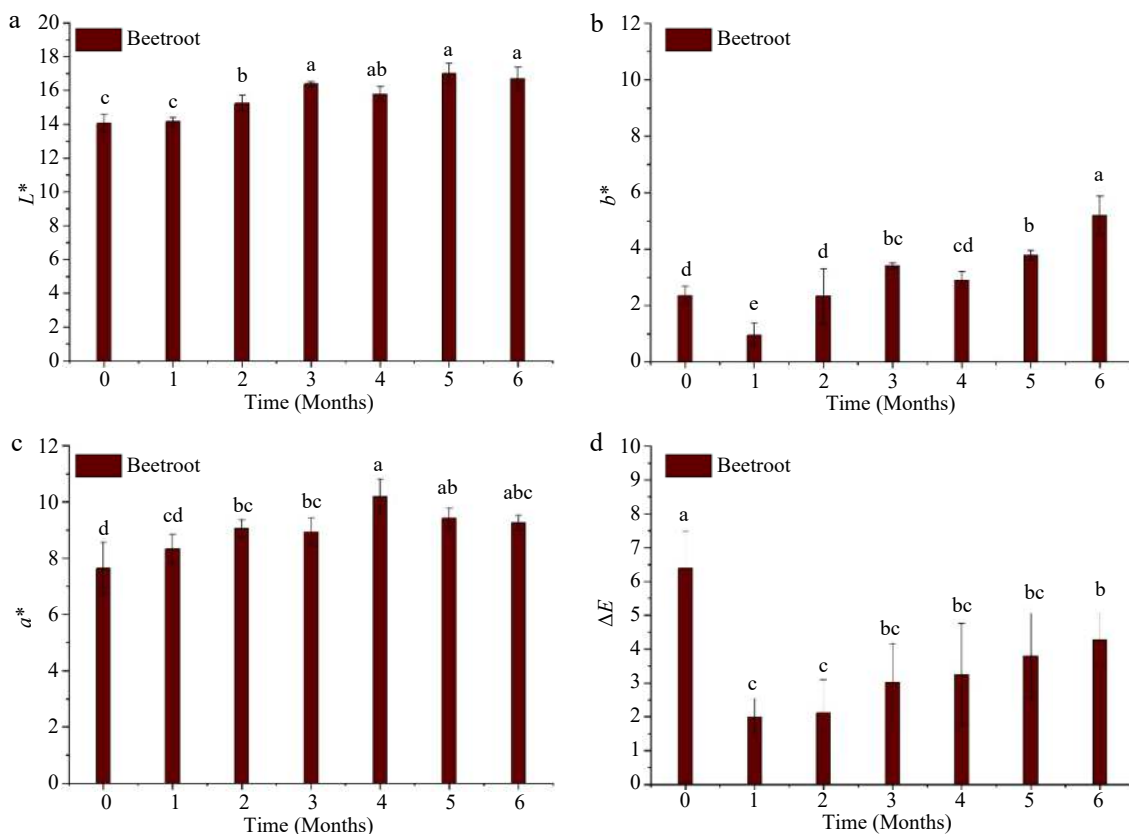 a
Beetroot
20
18
16
14
12
10
8
6
4
2
0
L*
c c b a ab a a
0 1 2 3 4 5 6
Time (Months)
b
Beetroot
12
10
8
6
4
2
0
b*
d e d bc cd b a
0 1 2 3 4 5 6
Time (Months)
c
Beetroot
12
10
8
6
4
2
0
a*
d cd bc bc a ab abc
0 1 2 3 4 5 6
Time (Months)
d
Beetroot
10
9
8
7
6
5
4
3
2
1
0
ΔE
a c c bc bc bc b
0 1 2 3 4 5 6
Time (Months)